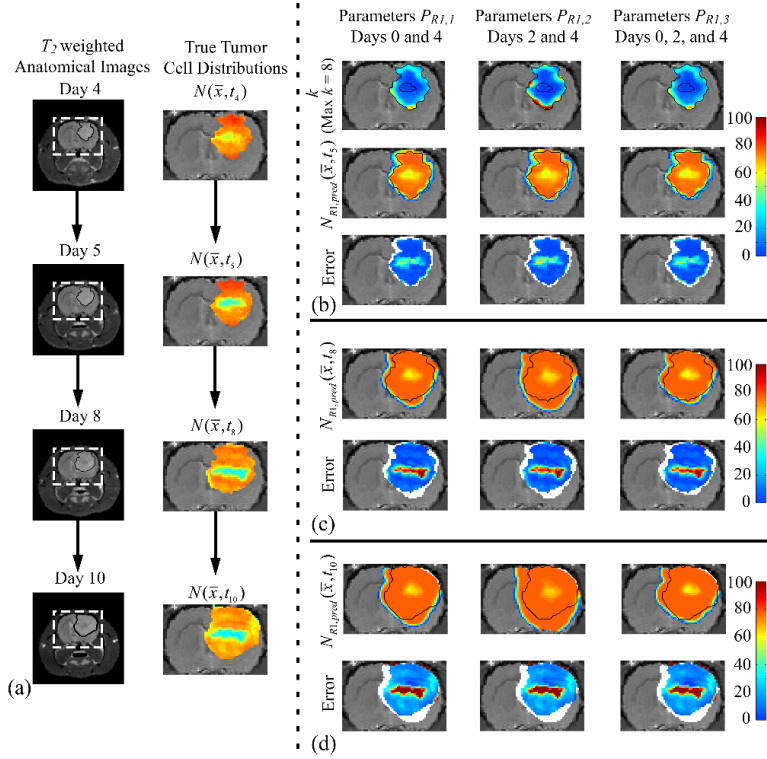 T2 weighted
Anatomical Images
True Tumor
Cell Distributions
Day 4
N(x̅,t4)
Day 5
N(x̅,t5)
Day 8
N(x̅,t8)
Day 10
N(x̅,t10)
(a)
Parameters PR1,1
Days 0 and 4
Parameters PR1,2
Days 2 and 4
Parameters PR1,3
Days 0, 2, and 4
k
(Max k = 8)
NR1,pred(x̅,t5)
Error
100
80
60
40
20
0
(b)
NR1,pred(x̅,t8)
Error
100
80
60
40
20
0
(c)
NR1,pred(x̅,t10)
Error
100
80
60
40
20
0
(d)